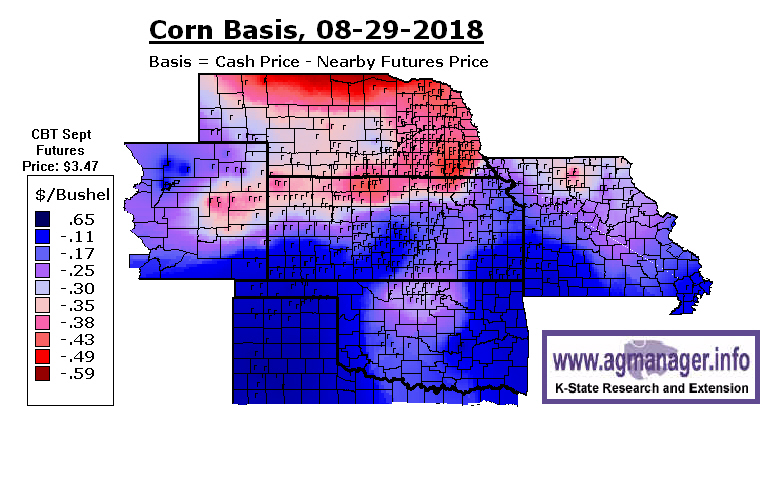 Corn Basis, 08-29-2018
Basis = Cash Price - Nearby Futures Price
CBT Sept
Futures
Price: $3.47
$/Bushel
.65
-.11
-.17
-.25
-.30
-.35
-.38
-.43
-.49
-.59
www.agmanager.info
K-State Research and Extension